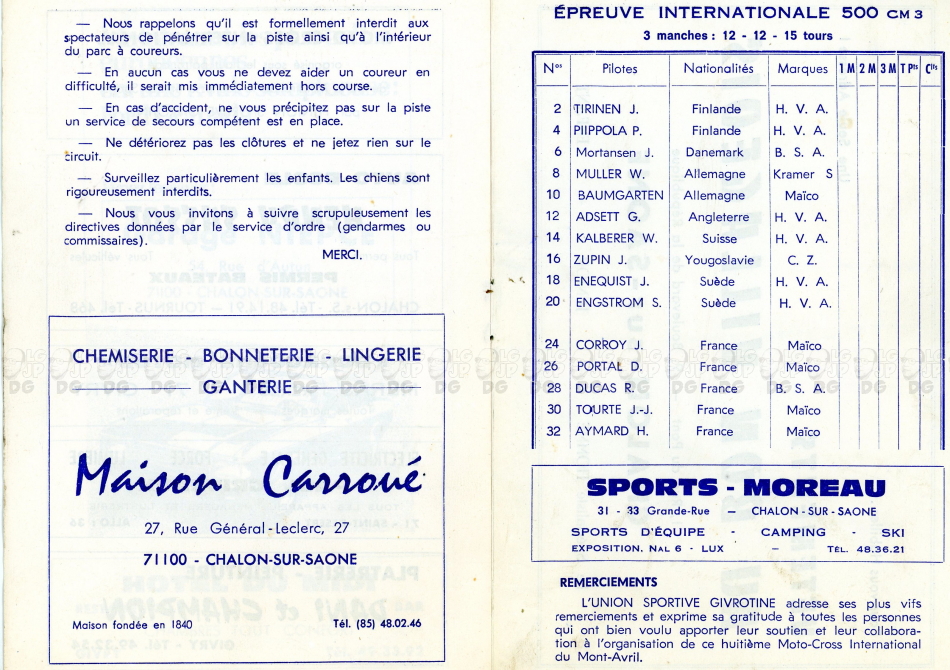 — Nous rappelons qu'il est formellement interdit aux
spectateurs de pénétrer sur la piste ainsi qu'à l'intérieur
du parc à coureurs.
— En aucun cas vous ne devez aider un coureur en
difficulté, il serait mis immédiatement hors course.
— En cas d'accident, ne vous précipitez pas sur la piste
un service de secours compétent est en place.
— Ne détériorez pas les clôtures et ne jetez rien sur le
circuit.
— Surveillez particulièrement les enfants. Les chiens sont
rigoureusement interdits.
— Nous vous invitons à suivre scrupuleusement les
directives données par le service d'ordre (gendarmes ou
commissaires).
MERCI.
CHEMISERIE - BONNETERIE - LINGERIE
GANTERIE
Maison Carroué
27, Rue Général-Leclerc, 27
71100 - CHALON-SUR-SAONE
Maison fondée en 1840 Tél. (85) 48.02.46
ÉPREUVE INTERNATIONALE 500 CM 3
3 manches : 12 - 12 - 15 tours
Nos Pilotes Nationalités Marques 1 M 2 M 3 M T Pts Clts
2 TIRINEN J. Finlande H. V. A.
4 PIIPPOLA P. Finlande H. V. A.
6 Mortansen J. Danemark B. S. A.
8 MULLER W. Allemagne Kramer S
10 BAUMGARTEN Allemagne Maïco
12 ADSETT G. Angleterre H. V. A.
14 KALBERER W. Suisse H. V. A.
16 ZUPIN J. Yougoslavie C. Z.
18 ENEQUIST J. Suède H. V. A.
20 ENGSTROM S. Suède H. V. A.
24 CORROY J. France Maïco
26 PORTAL D. France Maïco
28 DUCAS R. France B. S. A.
30 TOURTE J.-J. France Maïco
32 AYMARD H. France Maïco
SPORTS - MOREAU
31 - 33 Grande-Rue — CHALON - SUR - SAONE
SPORTS D'ÉQUIPE - CAMPING - SKI
EXPOSITION. NAL 6 - LUX — TÉL. 48.36.21
REMERCIEMENTS
L'UNION SPORTIVE GIVROTINE adresse ses plus vifs
remerciements et exprime sa gratitude à toutes les personnes
qui ont bien voulu apporter leur soutien et leur collabora-
tion à l'organisation de ce huitième Moto-Cross International
du Mont-Avril.